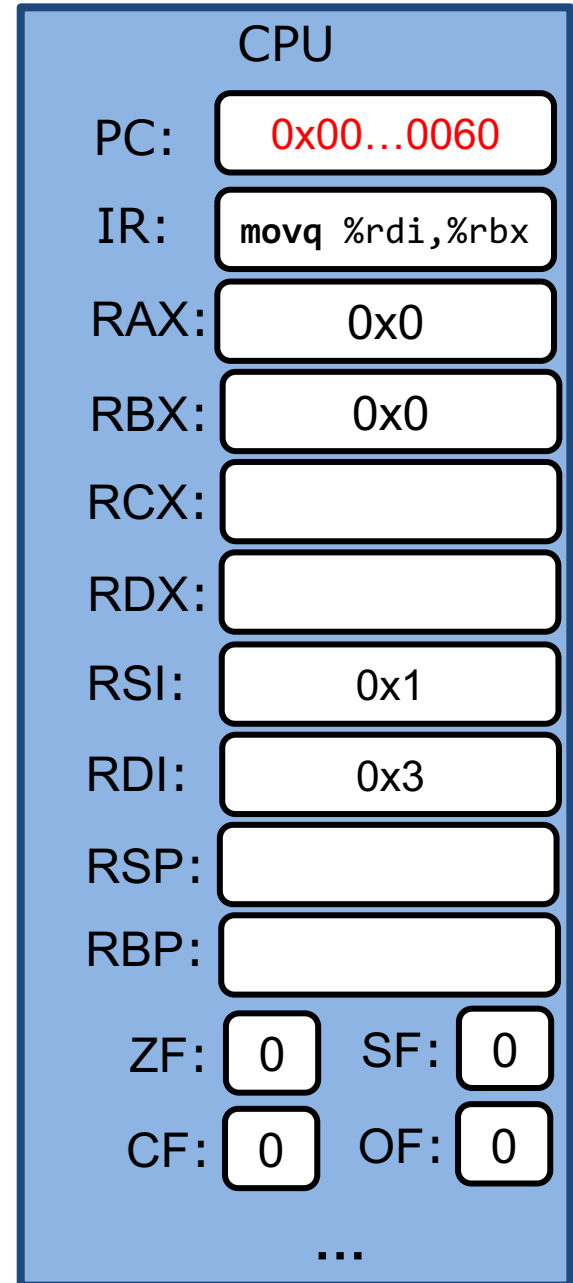 CPU
PC: 0x00...0060
IR: movq %rdi,%rbx
RAX: 0x0
RBX: 0x0
RCX:
RDX:
RSI: 0x1
RDI: 0x3
RSP:
RBP:
ZF: 0 SF: 0
CF: 0 OF: 0
...